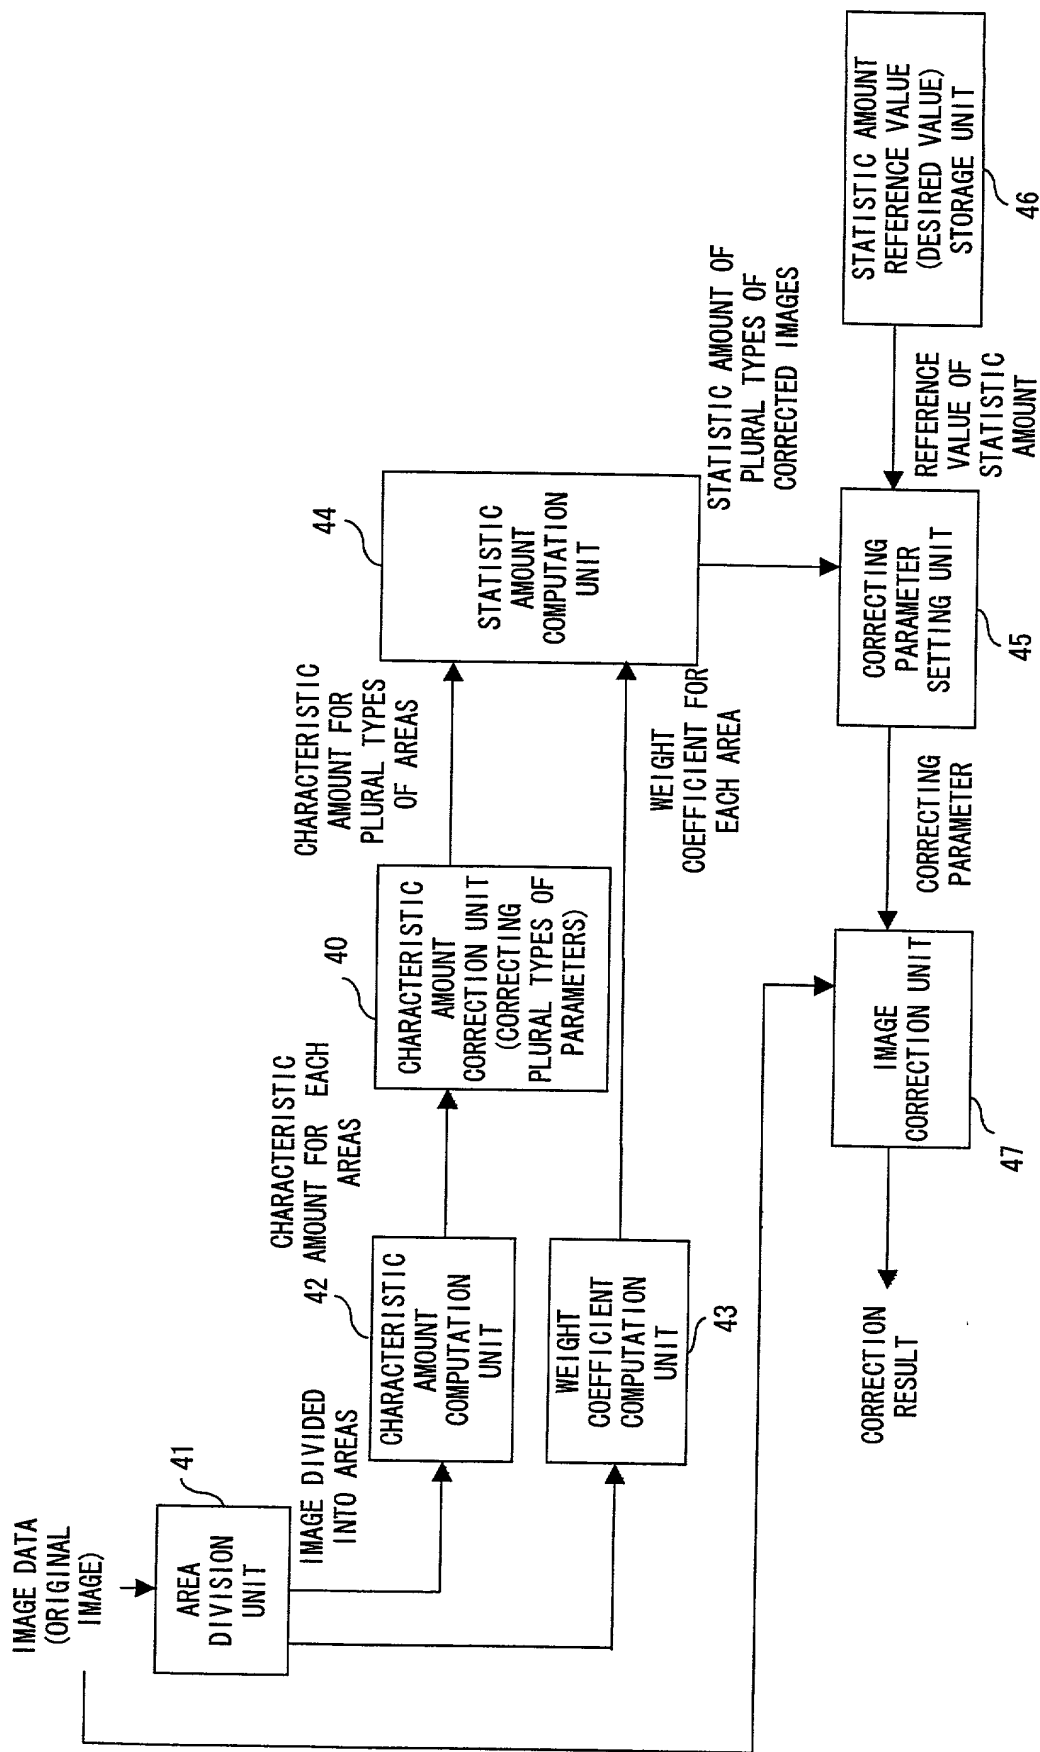 IMAGE DATA
(ORIGINAL
IMAGE)
41
AREA
DIVISION
UNIT
IMAGE DIVIDED
INTO AREAS
CHARACTERISTIC
42 AMOUNT FOR EACH
AREAS
CHARACTERISTIC
AMOUNT
COMPUTATION
UNIT
WEIGHT
COEFFICIENT
COMPUTATION
UNIT
43
40
CHARACTERISTIC
AMOUNT
CORRECTION UNIT
(CORRECTING
PLURAL TYPES OF
PARAMETERS)
CHARACTERISTIC
AMOUNT FOR
PLURAL TYPES
OF AREAS
WEIGHT
COEFFICIENT FOR
EACH AREA
44
STATISTIC
AMOUNT
COMPUTATION
UNIT
STATISTIC AMOUNT OF
PLURAL TYPES OF
CORRECTED IMAGES
STATISTIC AMOUNT
REFERENCE VALUE
(DESIRED VALUE)
STORAGE UNIT
46
REFERENCE
VALUE OF
STATISTIC
AMOUNT
CORRECTING
PARAMETER
SETTING UNIT
45
CORRECTING
PARAMETER
IMAGE
CORRECTION UNIT
47
CORRECTION
RESULT